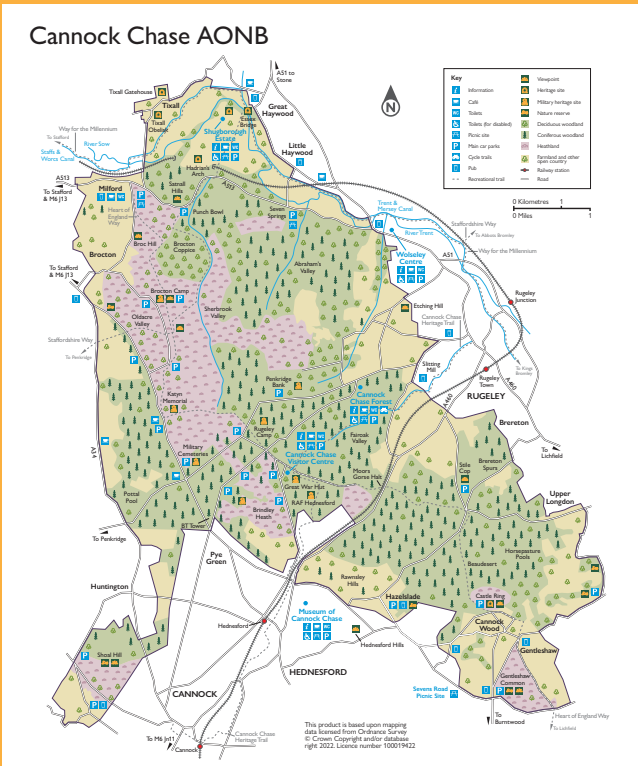 Cannock Chase AONB
A51 to
Stone
Tixall Gatehouse
Tixall
Great
Haywood
Tixall
Obelisk
Essex
Bridge
Shugborough
Estate
Way for the Millennium
To Stafford
River Sow
Staffs &
Worcs Canal
Little
Haywood
Hadrian's
Arch
A513
To Stafford
& M6 J13
Milford
Satnall
Hills
A513
Heart of
England
Way
Punch Bowl
Seven
Springs
Trent &
Mersey Canal
River Trent
Staffordshire Way
To Abbots Bromley
Way for the Millennium
Broc Hill
Brocton
Coppice
Brocton
Abraham's
Valley
Wolseley
Centre
A51
To Stafford
& M6 J13
Rugeley
Junction
Brocton Camp
Oldacre
Valley
Sherbrook
Valley
Etching Hill
Cannock Chase
Heritage Trail
Staffordshire Way
To Penkridge
Slitting
Mill
To Kings
Bromley
Rugeley
Town
RUGELEY
A460
A460
Penkridge
Bank
Katyn
Memorial
Cannock
Chase Forest
Brereton
Rugeley
Camp
Fairoak
Valley
To
Lichfield
A34
Military
Cemeteries
Cannock Chase
Visitor Centre
Moors
Gorse Halt
Stile
Cop
Brereton
Spurs
Great War Hut
RAF Hednesford
Upper
Longdon
Postal
Pool
Brindley
Heath
BT Tower
To Penkridge
Pye
Green
Horsepasture
Pools
Beaudesert
Rawnsley
Hills
Huntington
Hazelslade
Castle Ring
Museum of
Cannock Chase
Cannock
Wood
Hednesford
Hednesford Hills
Gentleshaw
Shoal Hill
HEDNESFORD
Gentleshaw
Common
Sevens Road
Picnic Site
CANNOCK
To
Burntwood
Heart of England Way
To Lichfield
To M6 Jn11
Cannock
Cannock Chase
Heritage Trail
This product is based upon mapping
data licensed from Ordnance Survey
© Crown Copyright and/or database
right 2022. Licence number 100019422
N
Key
Information
Café
Toilets
Toilets (for disabled)
Picnic site
Main car parks
Cycle trails
Pub
Recreational trail
Viewpoint
Heritage site
Military heritage site
Nature reserve
Deciduous woodland
Coniferous woodland
Heathland
Farmland and other
open country
Railway station
Road
0 Kilometres 1
0 Miles 1